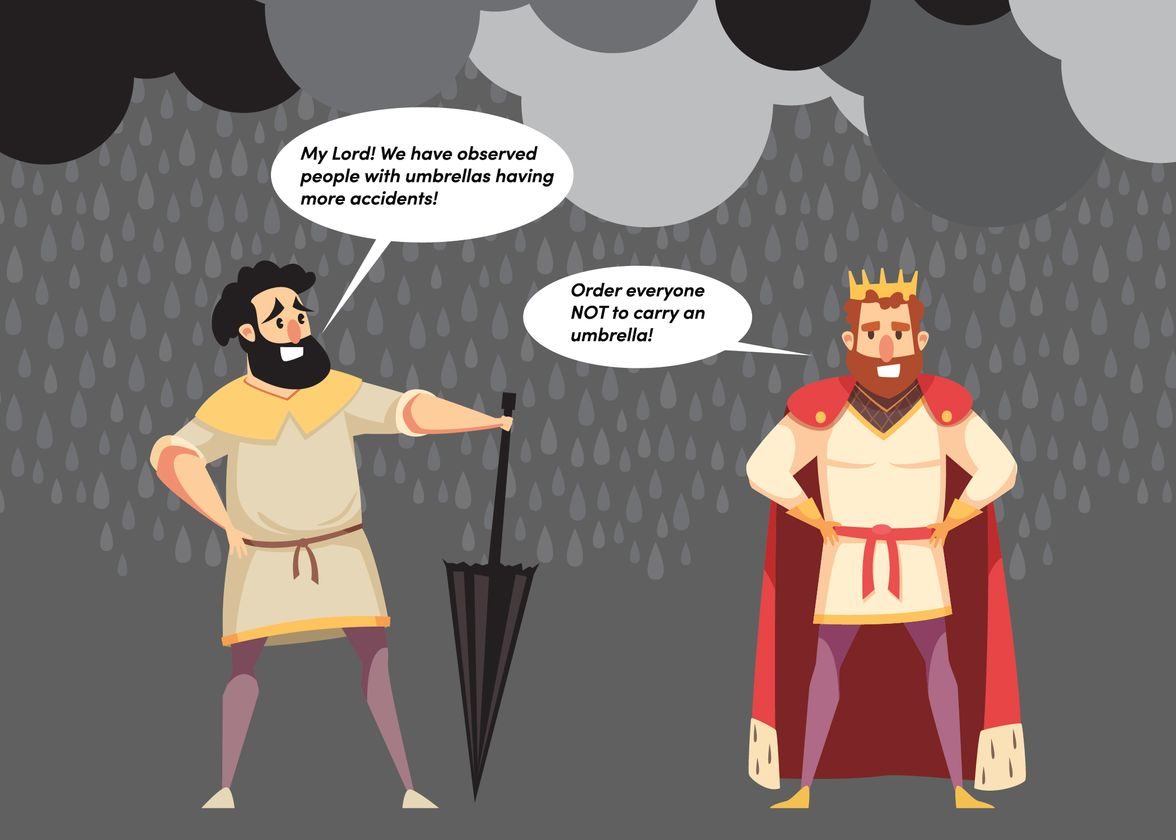 My Lord! We have observed
people with umbrellas having
more accidents!
Order everyone
NOT to carry an
umbrella!